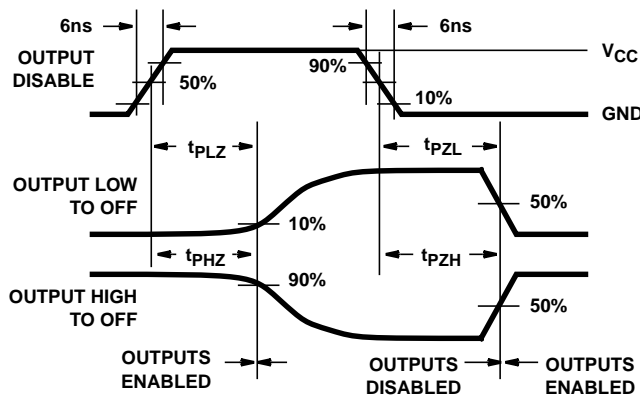 6ns
6ns
OUTPUT
DISABLE
90%
VCC
50%
10%
GND
tPLZ
tPZL
OUTPUT LOW
TO OFF
10%
50%
tPHZ
tPZH
OUTPUT HIGH
TO OFF
90%
50%
OUTPUTS
ENABLED
OUTPUTS
DISABLED
OUTPUTS
ENABLED